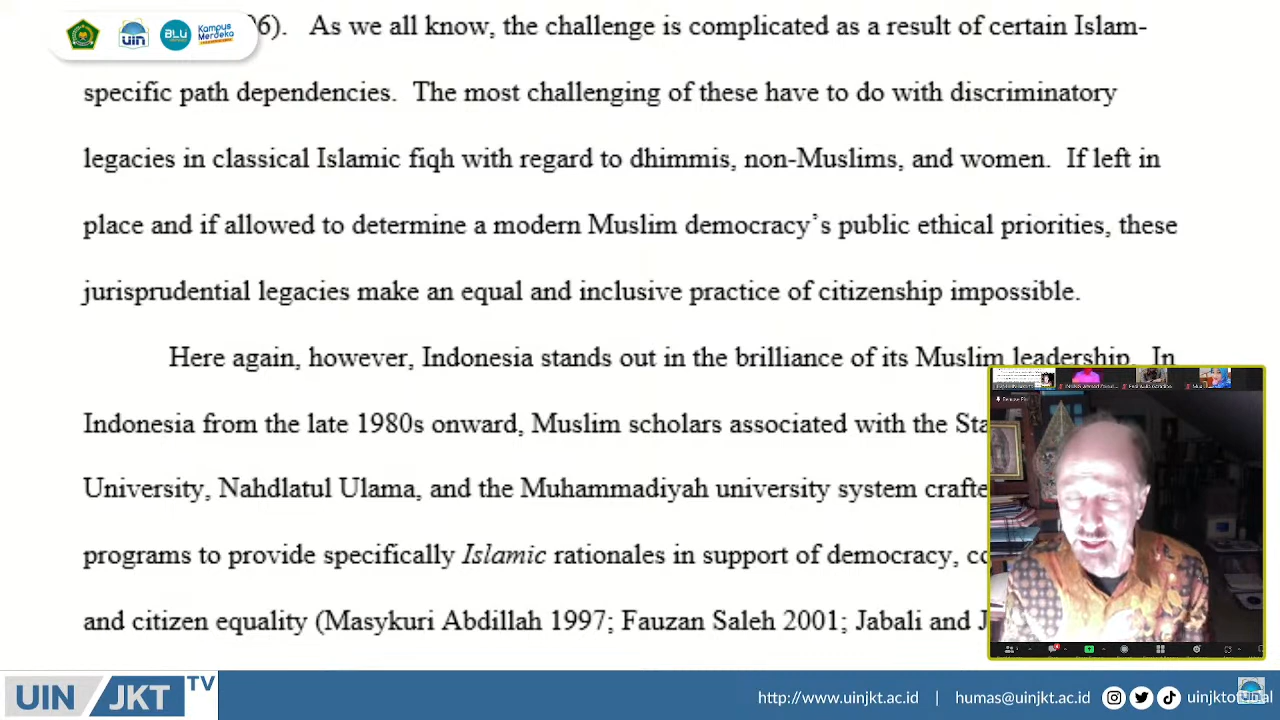 uin
BLU
Kampus
Merdeka
6). As we all know, the challenge is complicated as a result of certain Islam-
specific path dependencies. The most challenging of these have to do with discriminatory
legacies in classical Islamic fiqh with regard to dhimmis, non-Muslims, and women. If left in
place and if allowed to determine a modern Muslim democracy’s public ethical priorities, these
jurisprudential legacies make an equal and inclusive practice of citizenship impossible.
Here again, however, Indonesia stands out in the brilliance of its Muslim leadership. In
Indonesia from the late 1980s onward, Muslim scholars associated with the Sta
University, Nahdlatul Ulama, and the Muhammadiyah university system crafte
programs to provide specifically Islamic rationales in support of democracy, co
and citizen equality (Masykuri Abdillah 1997; Fauzan Saleh 2001; Jabali and J
UIN JKT TV
http://www.uinjkt.ac.id | humas@uinjkt.ac.id